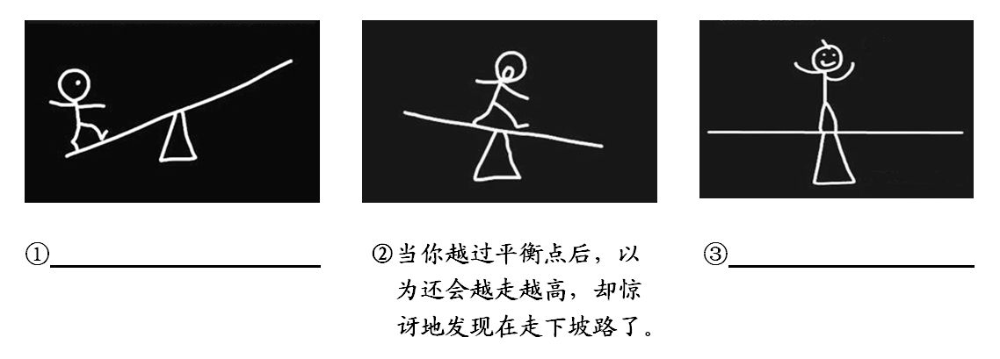 ①
②当你越过平衡点后，以
为还会越走越高，却惊
讶地发现在走下坡路了。
③